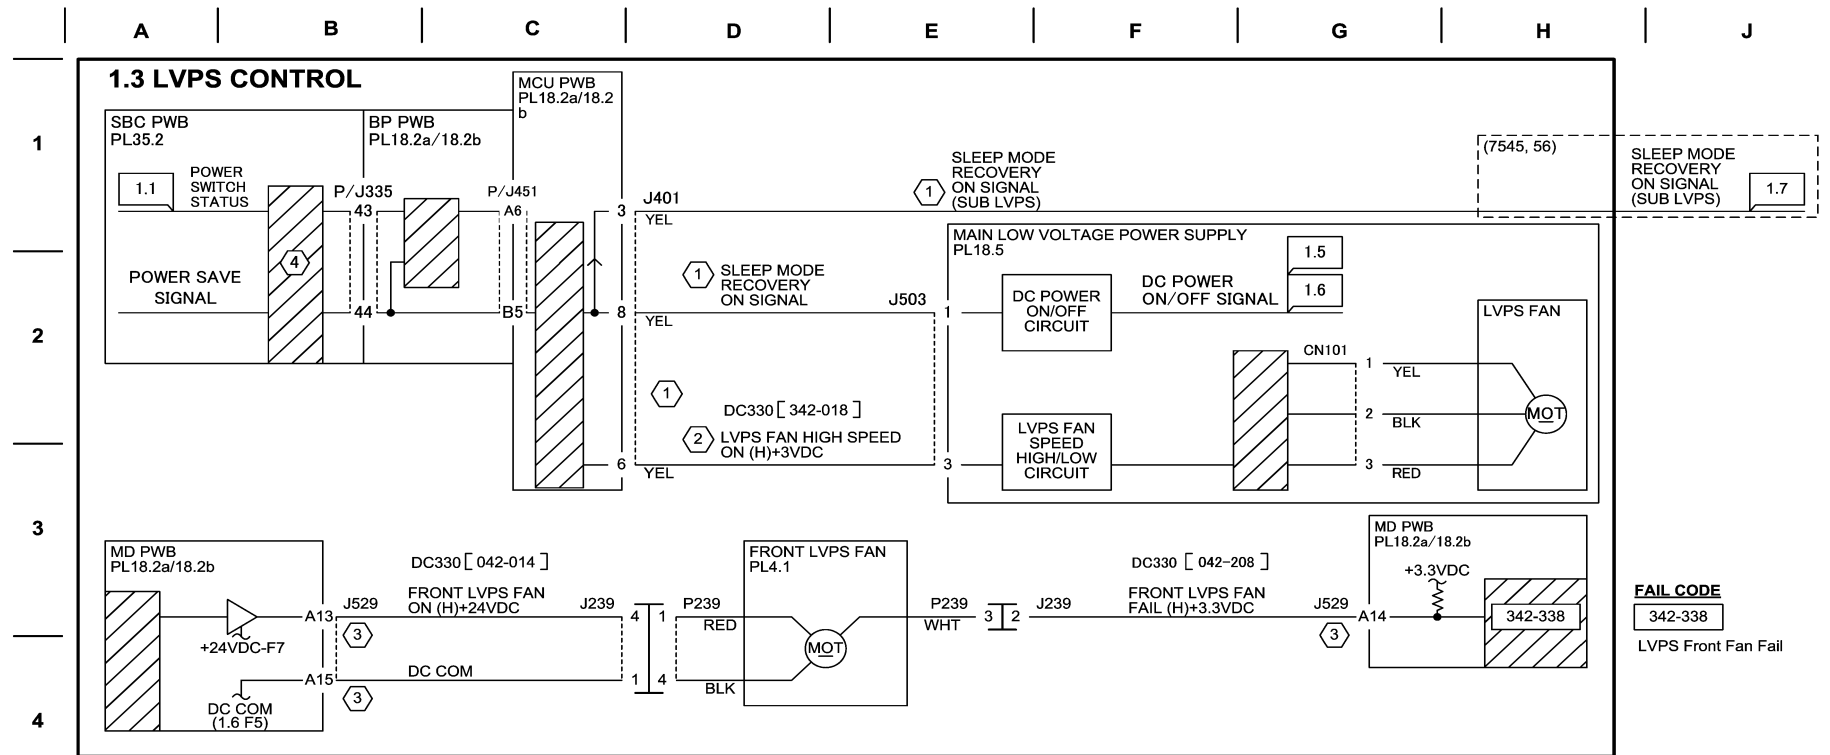 A B C D E F G H J
1.3 LVPS CONTROL
MCU PWB
PL18.2a/18.2
b
SBC PWB
PL35.2
BP PWB
PL18.2a/18.2b
1
1.1
POWER
SWITCH
STATUS
P/J335
43
P/J451
A6
3
J401
YEL
1
SLEEP MODE
RECOVERY
ON SIGNAL
(SUB LVPS)
(7545, 56)
SLEEP MODE
RECOVERY
ON SIGNAL
(SUB LVPS)
1.7
MAIN LOW VOLTAGE POWER SUPPLY
PL18.5
2
4
POWER SAVE
SIGNAL
44
B5
8
YEL
1
SLEEP MODE
RECOVERY
ON SIGNAL
J503
1
DC POWER
ON/OFF
CIRCUIT
DC POWER
ON/OFF SIGNAL
1.5
1.6
LVPS FAN
CN101
1
YEL
2
BLK
3
RED
MOT
1
DC330 [ 342-018 ]
2
LVPS FAN HIGH SPEED
ON (H)+3VDC
6
YEL
3
LVPS FAN
SPEED
HIGH/LOW
CIRCUIT
3
MD PWB
PL18.2a/18.2b
+24VDC-F7
A13
J529
3
DC330 [ 042-014 ]
FRONT LVPS FAN
ON (H)+24VDC
J239
4
1
P239
RED
FRONT LVPS FAN
PL4.1
MOT
P239
WHT
3
2
J239
DC330 [ 042-208 ]
FRONT LVPS FAN
FAIL (H)+3.3VDC
J529
3
A14
MD PWB
PL18.2a/18.2b
+3.3VDC
342-338
FAIL CODE
342-338
LVPS Front Fan Fail
4
DC COM
(1.6 F5)
A15
3
DC COM
1
4
BLK